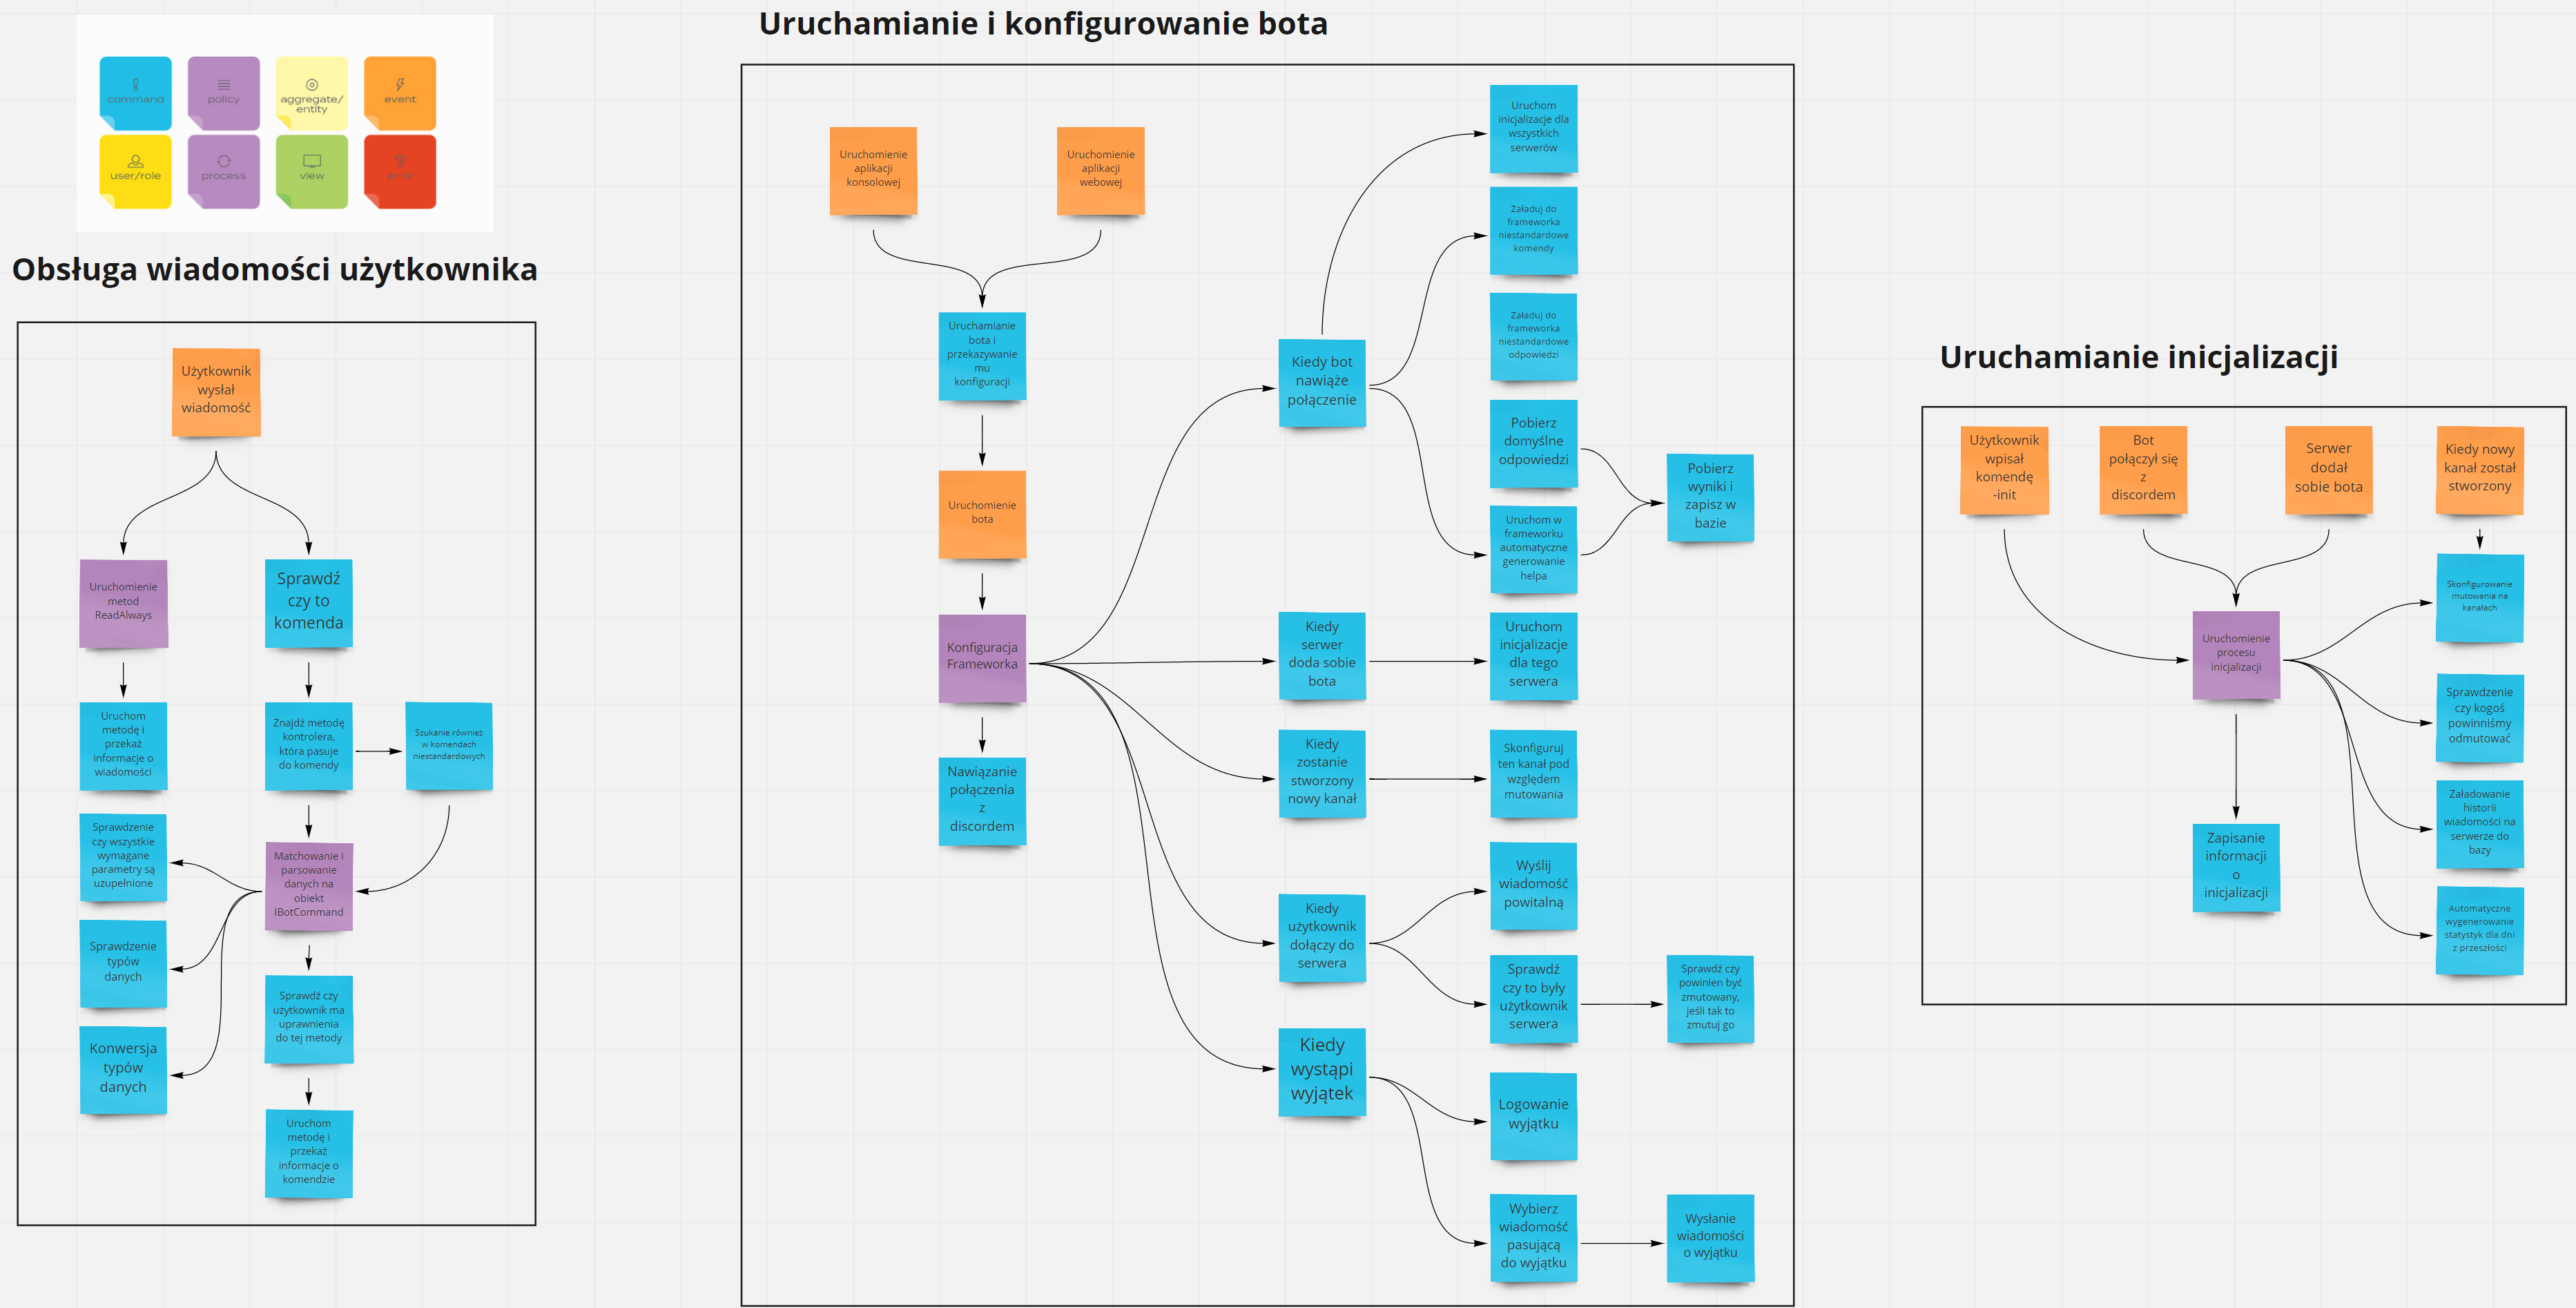 Uruchamianie i konfigurowanie bota
command
policy
aggregate/
entity
event
user/role
process
view
error
Obsługa wiadomości użytkownika
Użytkownik
wysłał
wiadomość
Uruchomienie
metod
ReadAlways
Sprawdź
czy to
komenda
Uruchom
metodę i
przekaż
informacje o
wiadomości
Znajdź metodę
kontrolera,
która pasuje
do komendy
Szukanie również
w komendach
niestandardowych
Sprawdzenie
czy wszystkie
wymagane
parametry są
uzupełnione
Matchowanie i
parsowanie
danych na
obiekt
IBotCommand
Sprawdzenie
typów
danych
Sprawdź czy
użytkownik ma
uprawnienia
do tej metody
Konwersja
typów
danych
Uruchom
metodę i
przekaż
informacje o
komendzie
Uruchomienie
aplikacji
konsolowej
Uruchomienie
aplikacji
webowej
Uruchamianie
bota i
przekazywanie
mu
konfiguracji
Uruchomienie
bota
Konfiguracja
Frameworka
Nawiązanie
połączenia
z
discordem
Kiedy bot
nawiąże
połączenie
Uruchom
inicjalizacje dla
wszystkich
serwerów
Załaduj do
frameworka
niestandardowe
komendy
Załaduj do
frameworka
niestandardowe
odpowiedzi
Pobierz
domyślne
odpowiedzi
Uruchom w
frameworku
automatyczne
generowanie
helpa
Pobierz
wyniki i
zapisz w
bazie
Kiedy
serwer
doda sobie
bota
Uruchom
inicjalizacje
dla tego
serwera
Kiedy
zostanie
stworzony
nowy kanał
Skonfiguruj
ten kanał pod
względem
mutowania
Kiedy
użytkownik
dołączy do
serwera
Wyślij
wiadomość
powitalną
Sprawdź
czy to były
użytkownik
serwera
Sprawdź czy
powinien być
zmutowany,
jeśli tak to
zmutuj go
Kiedy
wystąpi
wyjątek
Logowanie
wyjątku
Wybierz
wiadomość
pasującą
do wyjątku
Wysłanie
wiadomości
o wyjątku
Uruchamianie inicjalizacji
Użytkownik
wpisał
komendę
-init
Bot
połączył się
z
discordem
Serwer
dodał
sobie bota
Kiedy nowy
kanał został
stworzony
Skonfigurowanie
mutowania na
kanałach
Uruchomienie
procesu
inicjalizacji
Sprawdzenie
czy kogoś
powinniśmy
odmutować
Załadowanie
historii
wiadomości na
serwerze do
bazy
Zapisanie
informacji
o
inicjalizacji
Automatyczne
wygenerowanie
statystyk dla dni
z przeszłości